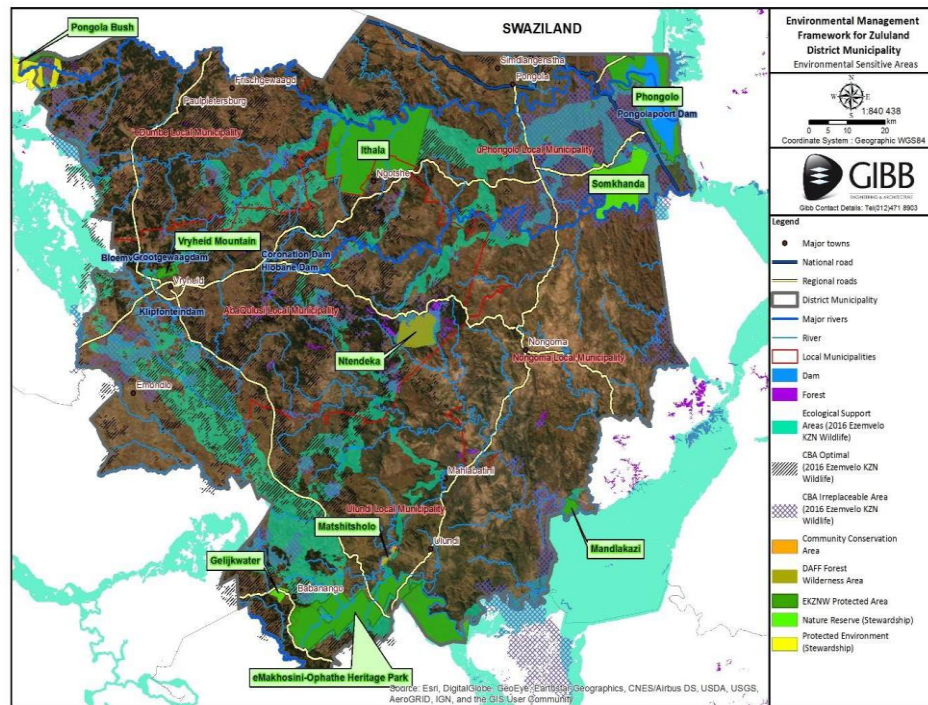 SWAZILAND
Pongola Bush
Simdlangentsha
Frischgewaagd
Pongola
Phongolo
Paulpietersburg
Pongolapoort Dam
eDumbe Local Municipality
Ithala
uPhongolo Local Municipality
Ngotshe
Somkhanda
Vryheid Mountain
Grootgewaagdam
Coronation Dam
Hlobane Dam
Vryheid
Klipfonteindam
AbaQulusi Local Municipality
Ntendeka
Nongoma
Nongoma Local Municipality
Emondlo
Mahlabatini
Ulundi Local Municipality
Matshitsholo
Mandlakazi
Ulundi
Gelijkwater
Babanangu
eMakhosini-Ophathe Heritage Park
Source: Esri, DigitalGlobe, GeoEye, Earthstar Geographics, CNES/Airbus DS, USDA, USGS,
AeroGRID, IGN, and the GIS User Community
Environmental Management
Framework for Zululand
District Municipality
Environmental Sensitive Areas
N
W E
S
1:840 438
0 5 10 20
km
Coordinate System : Geographic WGS84
GIBB
ENGINEERING & ARCHITECTURE
Gibb Contact Details: Tel(012)471 8903
Legend
Major towns
National road
Regional roads
District Municipality
Major rivers
River
Local Municipalities
Dam
Forest
Ecological Support
Areas (2016 Ezemvelo
KZN Wildlife)
CBA Optimal
(2016 Ezemvelo KZN
Wildlife)
CBA Irreplaceable Area
(2016 Ezemvelo KZN
Wildlife)
Community Conservation
Area
DAFF Forest
Wilderness Area
EKZNW Protected Area
Nature Reserve (Stewardship)
Protected Environment
(Stewardship)